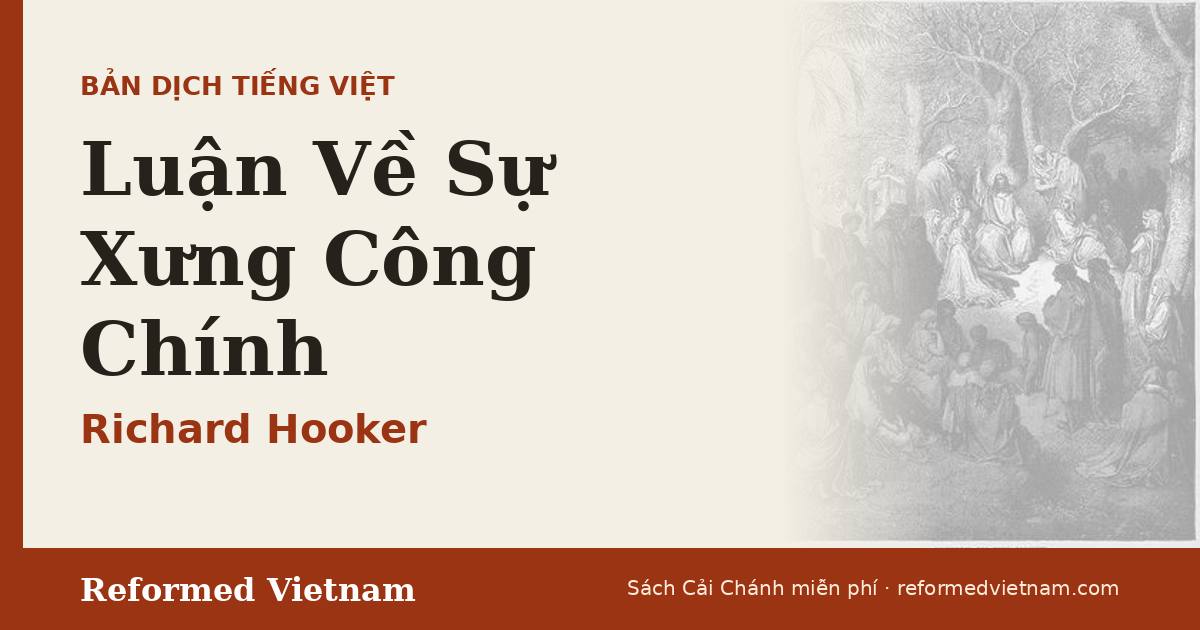 BẢN DỊCH TIẾNG VIỆT
Luận Về Sự
Xưng Công
Chính
Richard Hooker
Reformed Vietnam
Sách Cải Chánh miễn phí · reformedvietnam.com